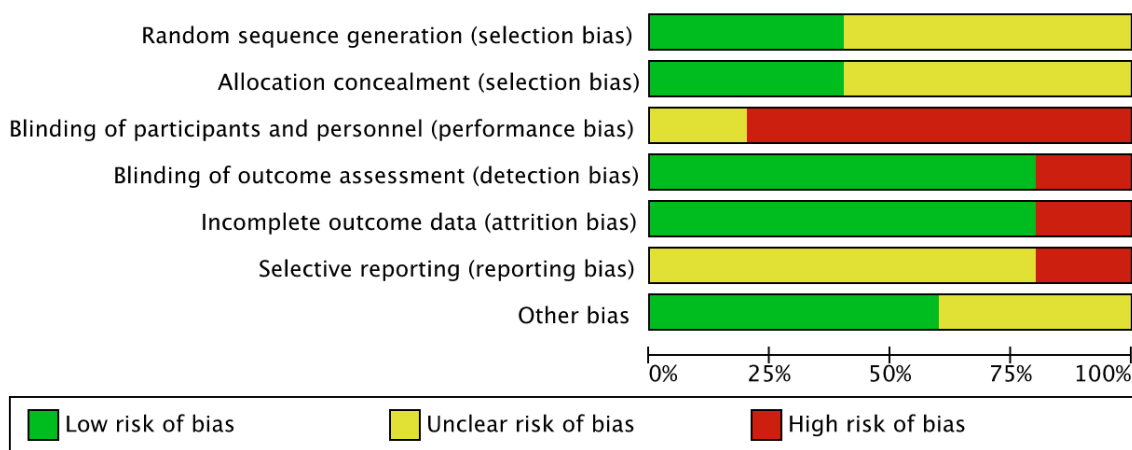 Random sequence generation (selection bias)
Allocation concealment (selection bias)
Blinding of participants and personnel (performance bias)
Blinding of outcome assessment (detection bias)
Incomplete outcome data (attrition bias)
Selective reporting (reporting bias)
Other bias
0% 25% 50% 75% 100%
Low risk of bias Unclear risk of bias High risk of bias